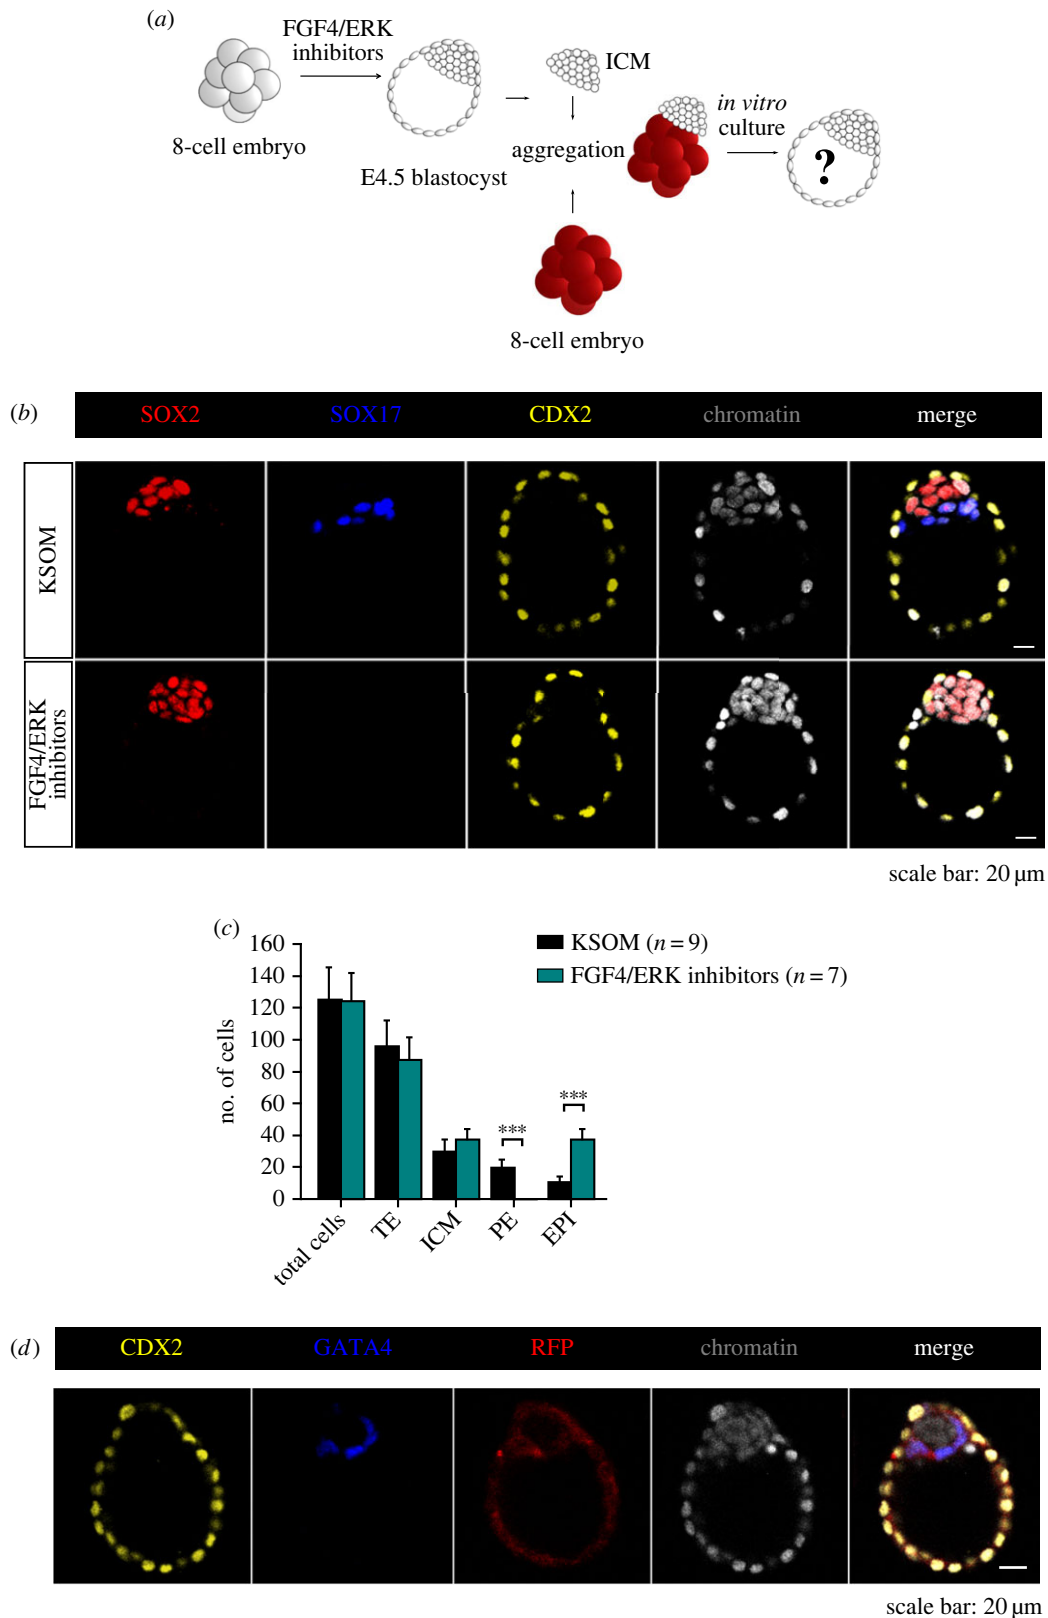 (a)
FGF4/ERK
inhibitors
ICM
in vitro
culture
8-cell embryo
aggregation
E4.5 blastocyst
?
8-cell embryo
(b)
SOX2 SOX17 CDX2 chromatin merge
KSOM
FGF4/ERK
inhibitors
scale bar: 20 µm
(c)
KSOM (n = 9)
FGF4/ERK inhibitors (n = 7)
no. of cells
160
140
120
100
80
60
40
20
0
***
***
total cells TE ICM PE EPI
(d)
CDX2 GATA4 RFP chromatin merge
scale bar: 20 µm